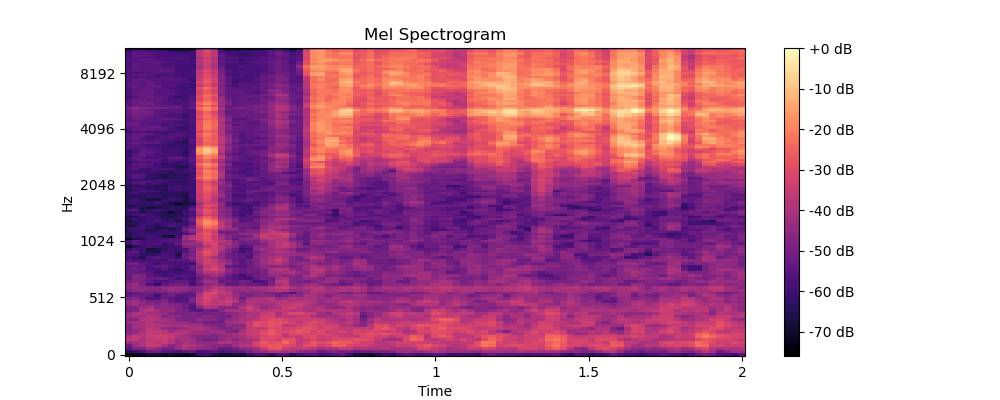 Mel Spectrogram
Hz
8192
4096
2048
1024
512
0
0 0.5 1 1.5 2
Time
+0 dB
-10 dB
-20 dB
-30 dB
-40 dB
-50 dB
-60 dB
-70 dB